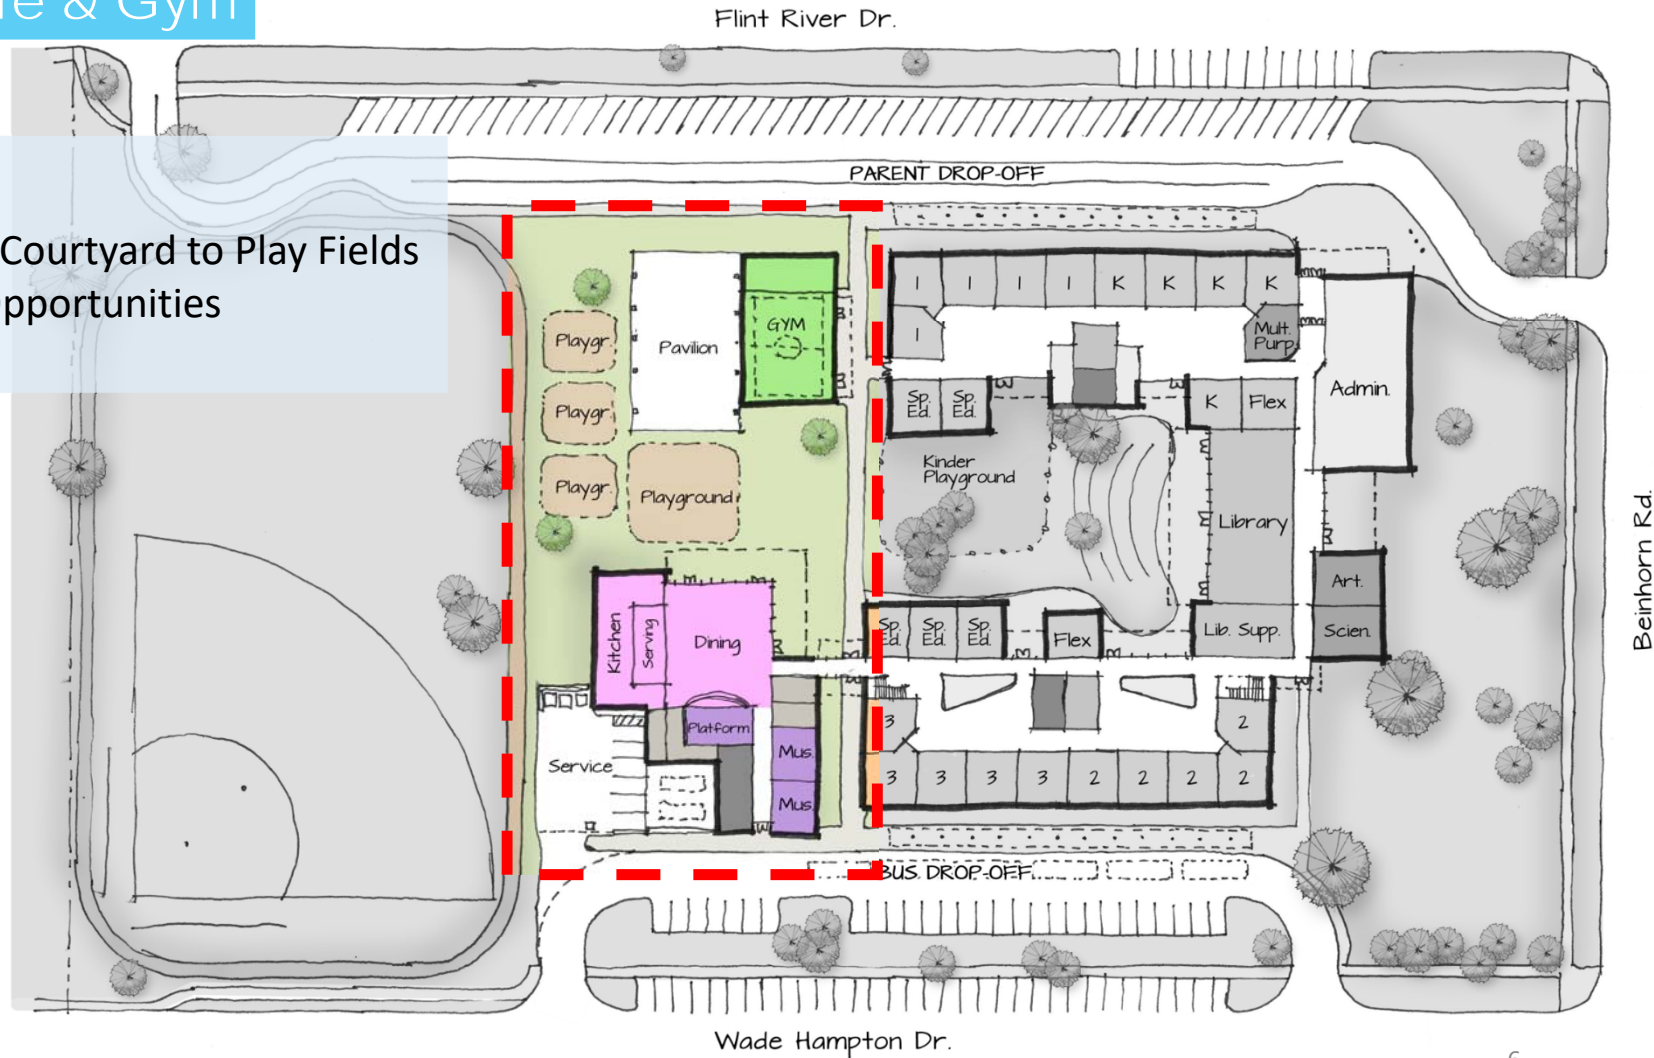 & Gym
Flint River Dr.
PARENT DROP-OFF
Courtyard to Play Fields
pportunities
Playgr.
Pavilion
GYM
I
I
I
I
K
K
K
K
I
Mult.
Purp.
Admin.
Playgr.
Sp.
Ed.
Sp.
Ed.
K
Flex
Kinder
Playground
Playgr.
Playground
Library
Beinhorn Rd.
Art.
Kitchen
Serving
Dining
Sp.
Ed.
Sp.
Ed.
Sp.
Ed.
Flex
Lib. Supp.
Scien.
Platform
3
2
Service
Mus.
Mus.
3
3
3
3
2
2
2
2
BUS DROP-OFF
Wade Hampton Dr.